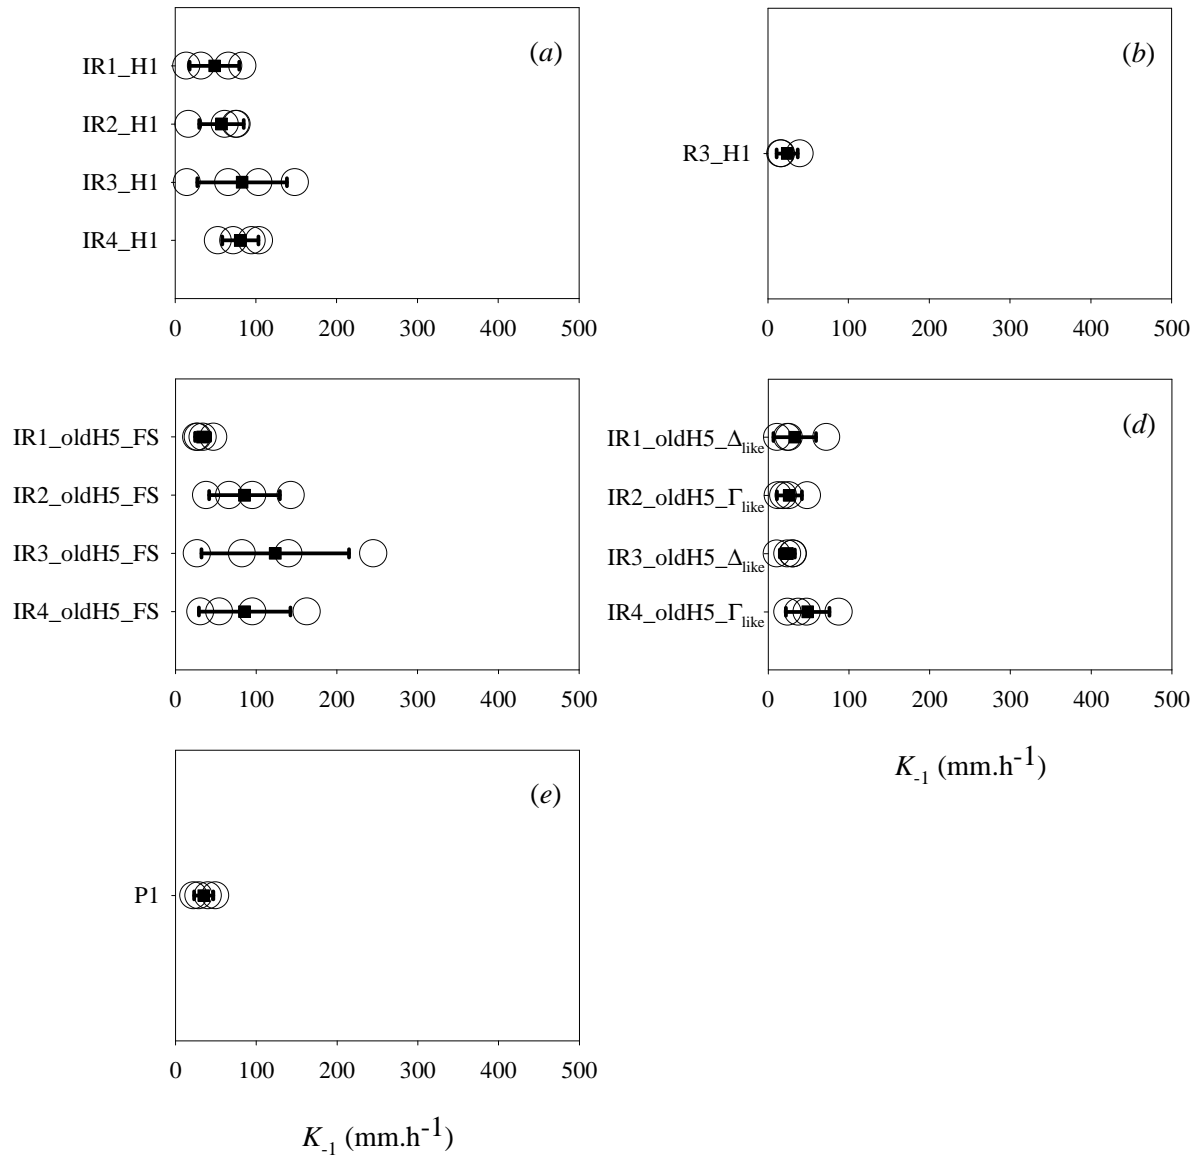 (a)
IR1_H1
IR2_H1
IR3_H1
IR4_H1
0 100 200 300 400 500
(b)
R3_H1
0 100 200 300 400 500
IR1_oldH5_FS
IR2_oldH5_FS
IR3_oldH5_FS
IR4_oldH5_FS
0 100 200 300 400 500
(d)
IR1_oldH5_Δlike
IR2_oldH5_Γlike
IR3_oldH5_Δlike
IR4_oldH5_Γlike
0 100 200 300 400 500
K-1 (mm.h-1)
(e)
P1
0 100 200 300 400 500
K-1 (mm.h-1)